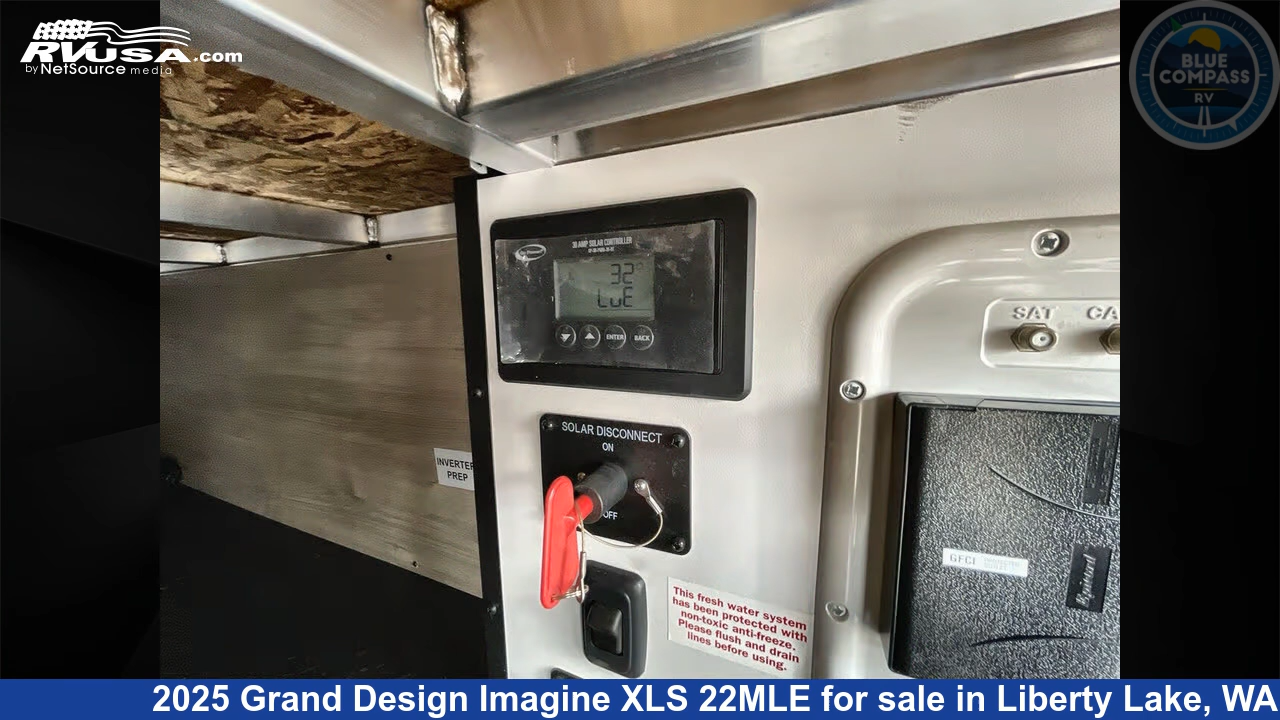 RVUSA.com
by NetSource media
BLUE
COMPASS
RV
30 AMP SOLAR CONTROLLER
32°
LvE
ENTER
BACK
SAT
CA
SOLAR DISCONNECT
ON
OFF
INVERTER
PREP
GFCI
This fresh water system
has been protected with
non-toxic anti-freeze.
Please flush and drain
lines before using.
2025 Grand Design Imagine XLS 22MLE for sale in Liberty Lake, WA